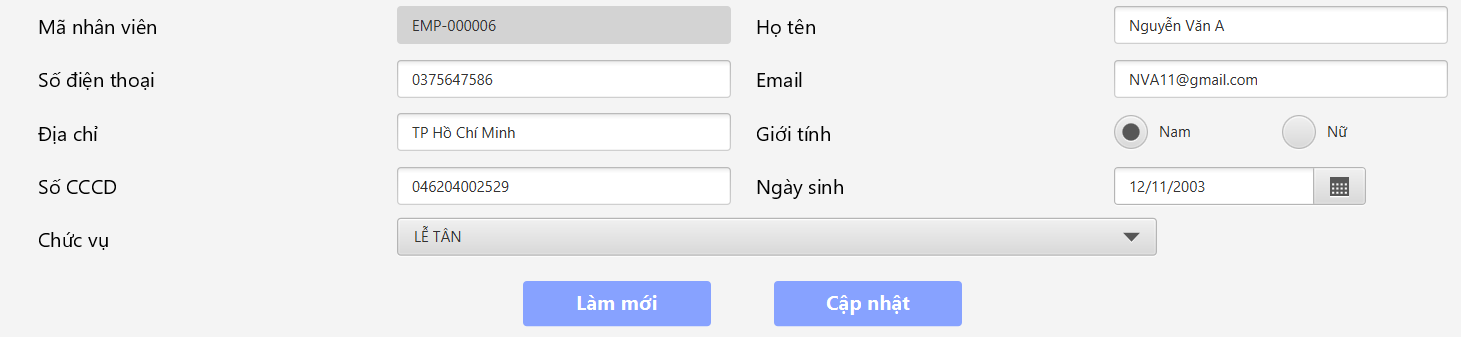 Mã nhân viên EMP-000006 Họ tên Nguyễn Văn A
Số điện thoại 0375647586 Email NVA11@gmail.com
Địa chỉ TP Hồ Chí Minh Giới tính Nam Nữ
Số CCCD 046204002529 Ngày sinh 12/11/2003
Chức vụ LỄ TÂN
Làm mới Cập nhật